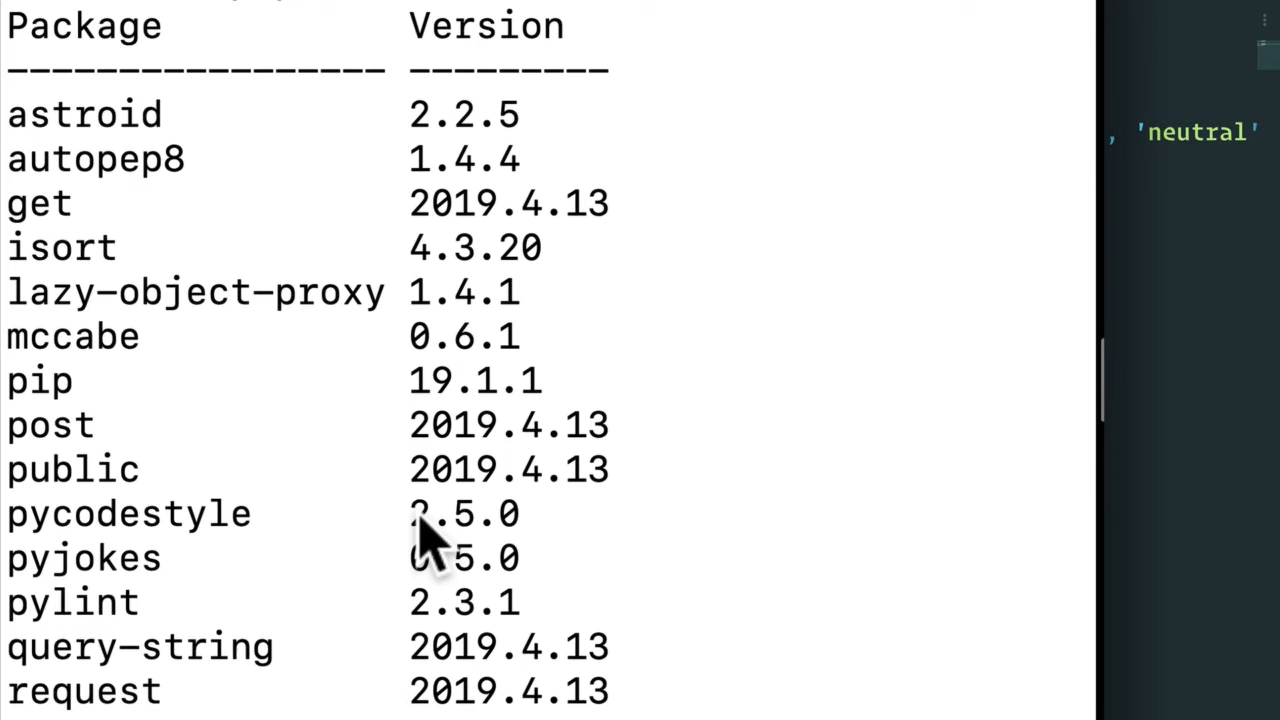 Package Version
----------------- ---------
astroid 2.2.5
autopep8 1.4.4
get 2019.4.13
isort 4.3.20
lazy-object-proxy 1.4.1
mccabe 0.6.1
pip 19.1.1
post 2019.4.13
public 2019.4.13
pycodestyle 2.5.0
pyjokes 0.5.0
pylint 2.3.1
query-string 2019.4.13
request 2019.4.13
, 'neutral'